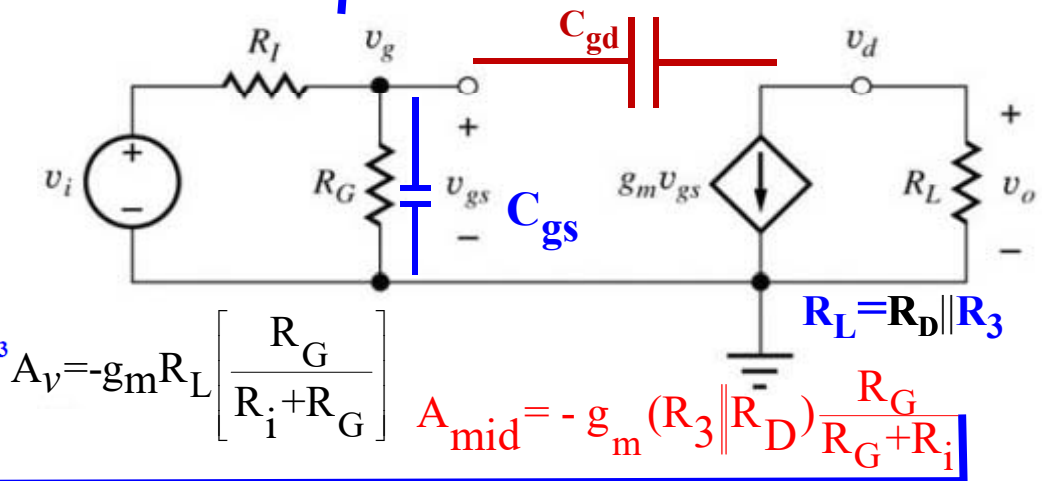 C_gd
R_I v_g v_d
+ + +
v_i R_G v_gs C_gs g_m v_gs R_L v_o
− − −
R_L=R_D||R_3
3 A_v=-g_m R_L [R_G / (R_i+R_G)]
A_mid= - g_m (R_3||R_D) R_G / (R_G+R_i)